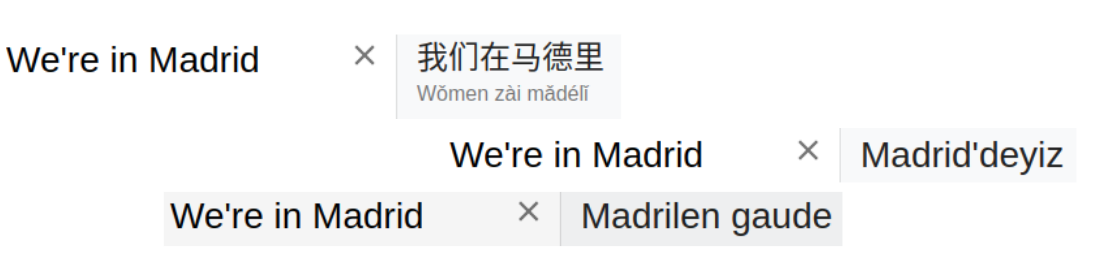 We're in Madrid × 我们在马德里
Wǒmen zài mǎdélǐ
We're in Madrid × Madrid'deyiz
We're in Madrid × Madrilen gaude